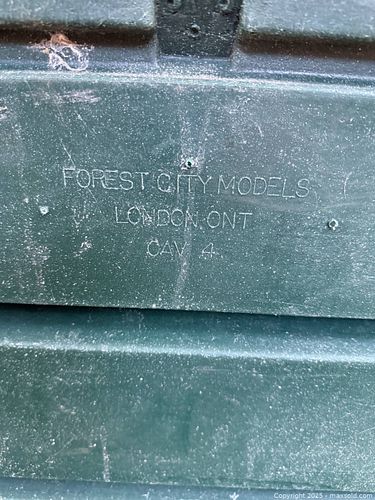 FOREST CITY MODELS
LONDON, ONT
CAV 4
Copyright 2025 - maxsold.com